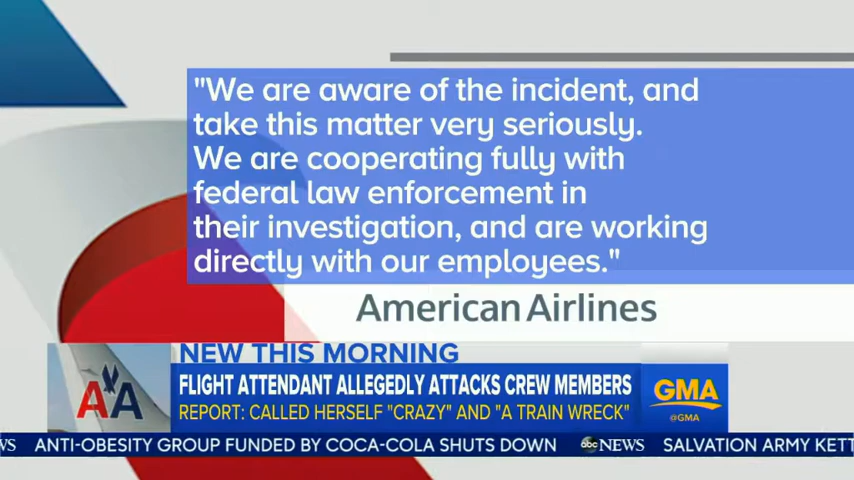 "We are aware of the incident, and
take this matter very seriously.
We are cooperating fully with
federal law enforcement in
their investigation, and are working
directly with our employees."
American Airlines
NEW THIS MORNING
FLIGHT ATTENDANT ALLEGEDLY ATTACKS CREW MEMBERS
REPORT: CALLED HERSELF "CRAZY" AND "A TRAIN WRECK"
AA
GMA
@GMA
WS ANTI-OBESITY GROUP FUNDED BY COCA-COLA SHUTS DOWN abc NEWS SALVATION ARMY KETT